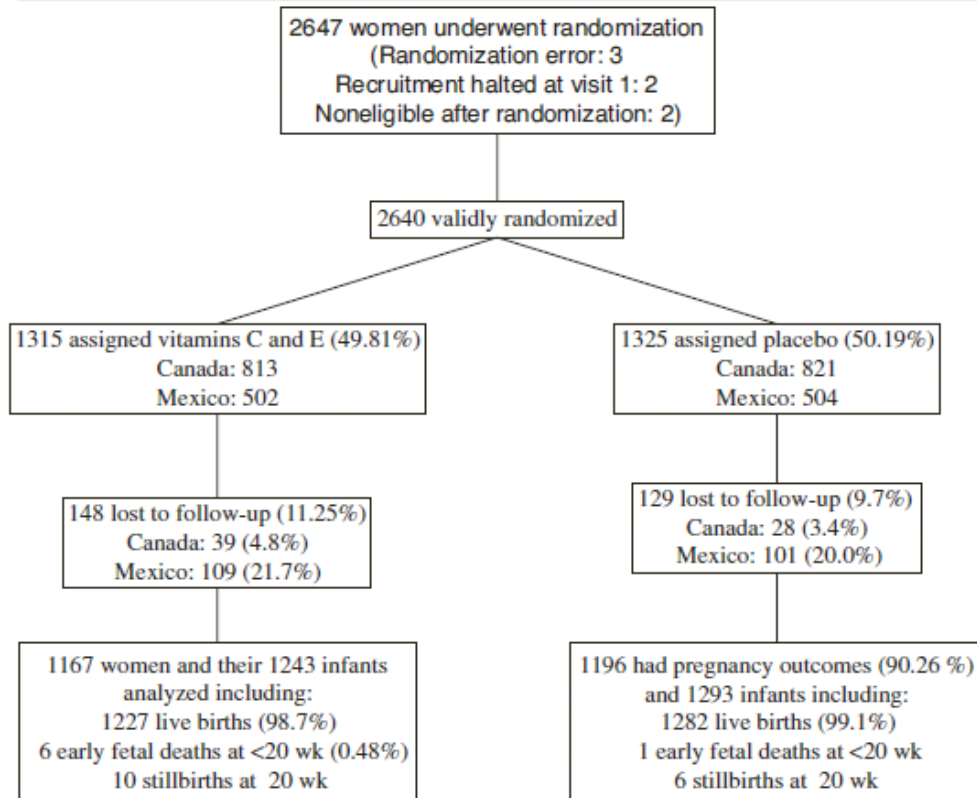 2647 women underwent randomization
(Randomization error: 3
Recruitment halted at visit 1: 2
Noneligible after randomization: 2)
2640 validly randomized
1315 assigned vitamins C and E (49.81%)
Canada: 813
Mexico: 502
1325 assigned placebo (50.19%)
Canada: 821
Mexico: 504
148 lost to follow-up (11.25%)
Canada: 39 (4.8%)
Mexico: 109 (21.7%)
129 lost to follow-up (9.7%)
Canada: 28 (3.4%)
Mexico: 101 (20.0%)
1167 women and their 1243 infants
analyzed including:
1227 live births (98.7%)
6 early fetal deaths at <20 wk (0.48%)
10 stillbirths at 20 wk
1196 had pregnancy outcomes (90.26 %)
and 1293 infants including:
1282 live births (99.1%)
1 early fetal deaths at <20 wk
6 stillbirths at 20 wk